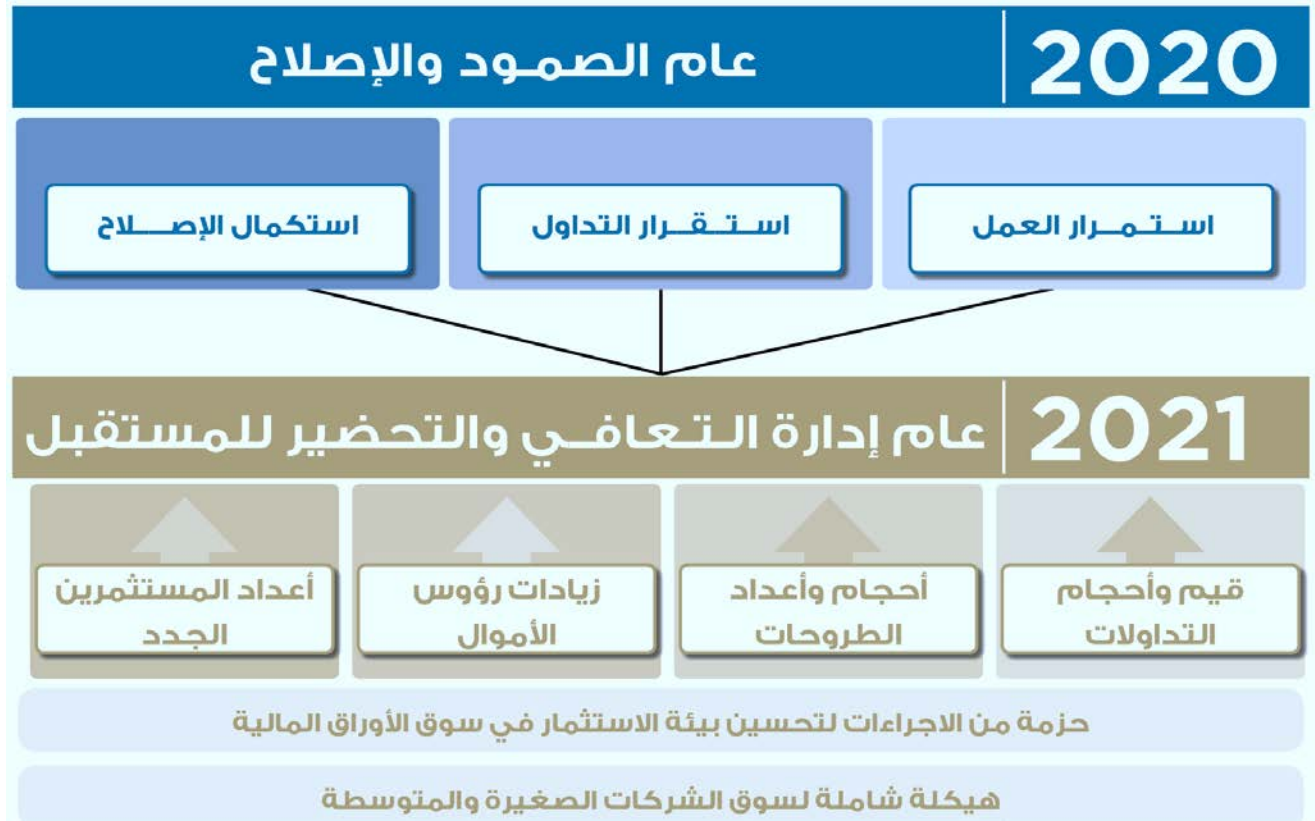 2020 عام الصمود والإصلاح
استمرار العمل
استقرار التداول
استكمال الإصلاح
2021 عام إدارة التعافي والتحضير للمستقبل
قيم وأحجام
التداولات
أحجام وأعداد
الطروحات
زيادات رؤوس
الأموال
أعداد المستثمرين
الجدد
حزمة من الاجراءات لتحسين بيئة الاستثمار في سوق الأوراق المالية
هيكلة شاملة لسوق الشركات الصغيرة والمتوسطة